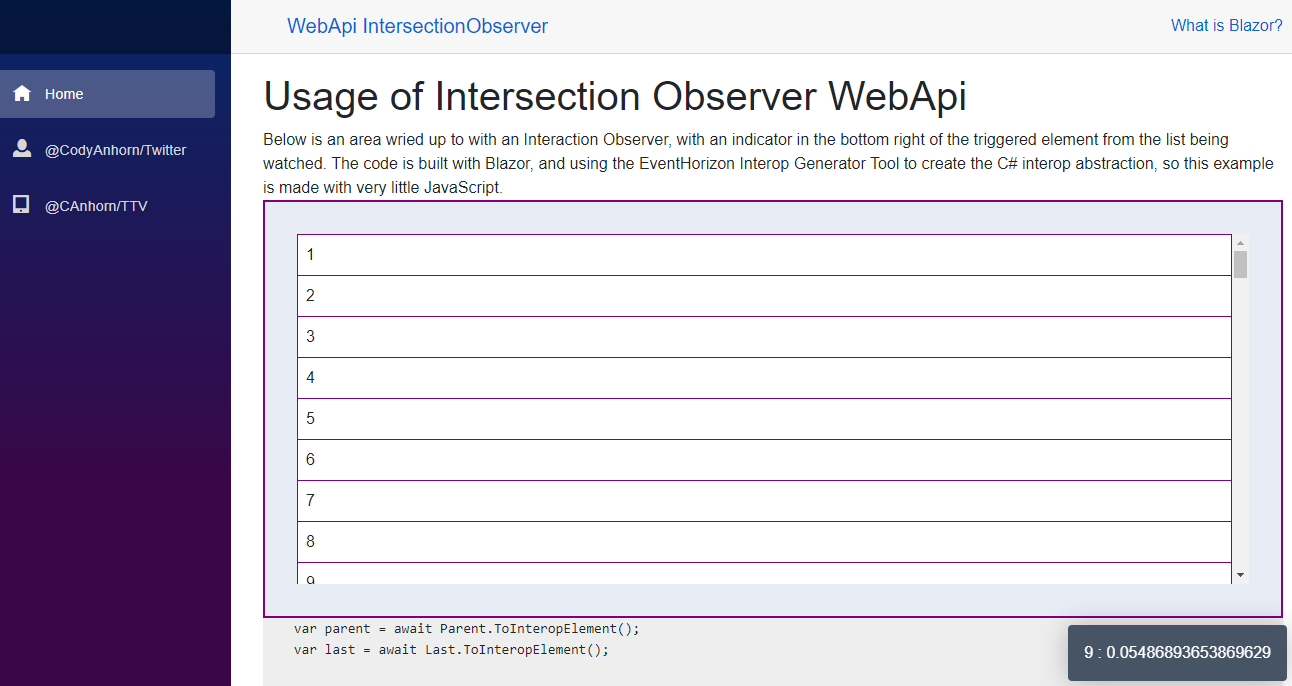 WebApi IntersectionObserver
What is Blazor?
Home
@CodyAnhorn/Twitter
@CAnhorn/TTV
Usage of Intersection Observer WebApi
Below is an area wried up to with an Interaction Observer, with an indicator in the bottom right of the triggered element from the list being
watched. The code is built with Blazor, and using the EventHorizon Interop Generator Tool to create the C# interop abstraction, so this example
is made with very little JavaScript.
1
2
3
4
5
6
7
8
9
var parent = await Parent.ToInteropElement();
var last = await Last.ToInteropElement();
9 : 0.05486893653869629